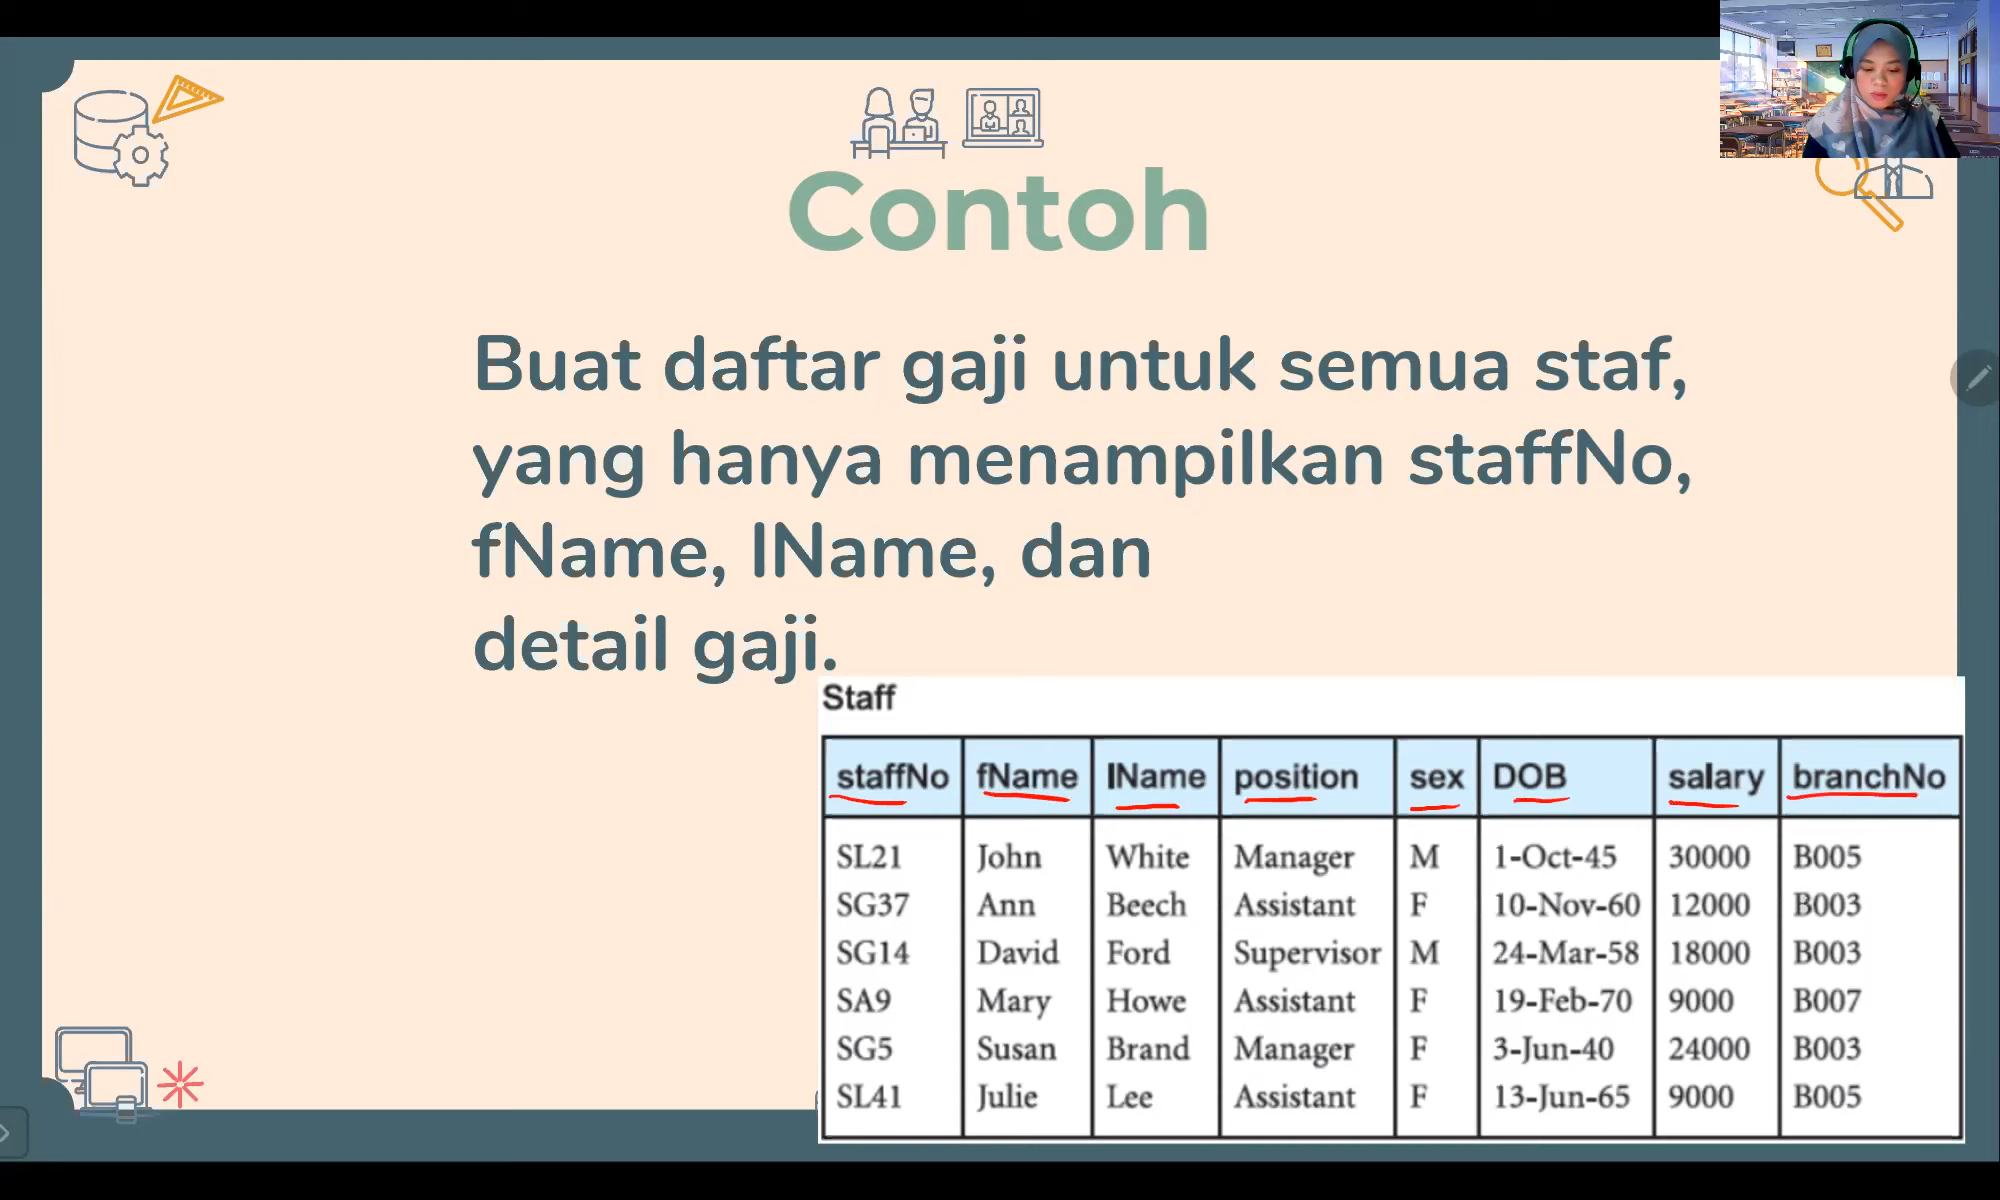 Contoh
Buat daftar gaji untuk semua staf,
yang hanya menampilkan staffNo,
fName, lName, dan
detail gaji.
Staff
staffNo fName lName position sex DOB salary branchNo
SL21 John White Manager M 1-Oct-45 30000 B005
SG37 Ann Beech Assistant F 10-Nov-60 12000 B003
SG14 David Ford Supervisor M 24-Mar-58 18000 B003
SA9 Mary Howe Assistant F 19-Feb-70 9000 B007
SG5 Susan Brand Manager F 3-Jun-40 24000 B003
SL41 Julie Lee Assistant F 13-Jun-65 9000 B005